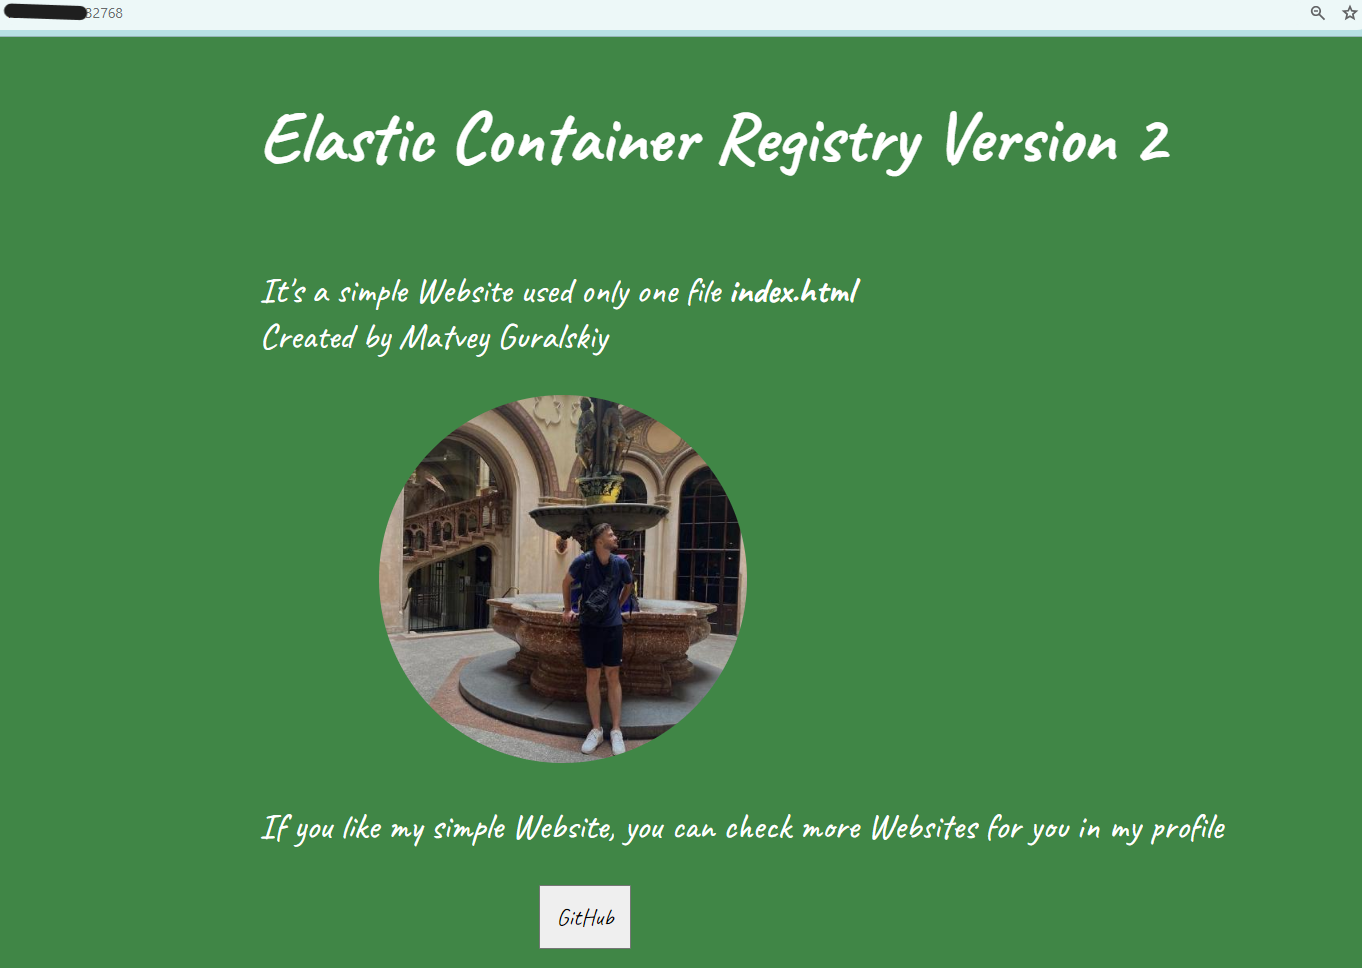 32768
Elastic Container Registry Version 2
It's a simple Website used only one file index.html
Created by Matvey Guralskiy
If you like my simple Website, you can check more Websites for you in my profile
GitHub